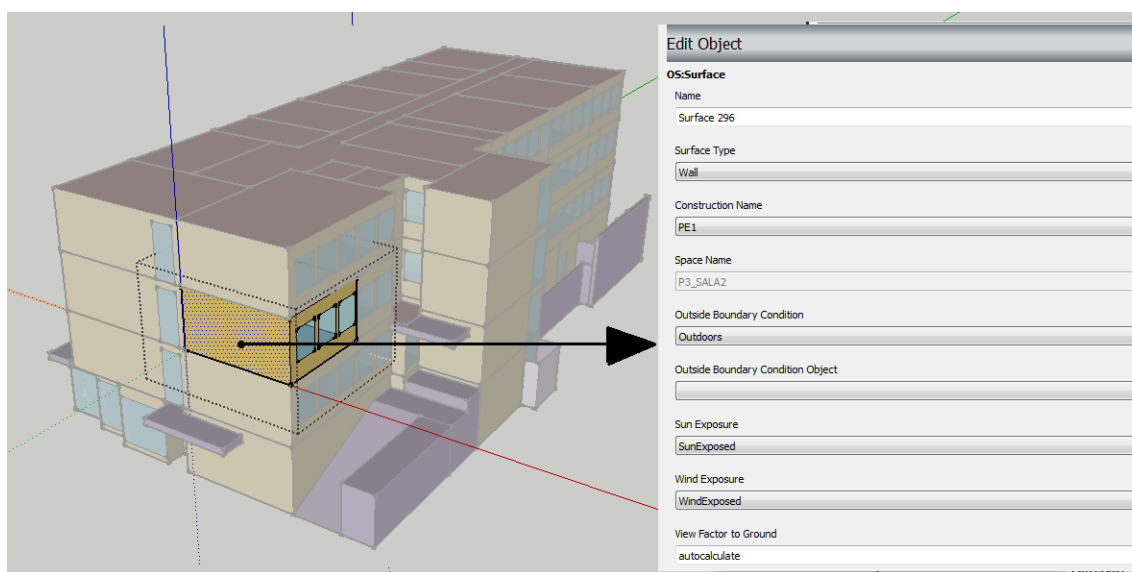 Edit Object
OS:Surface
Name
Surface 296
Surface Type
Wall
Construction Name
PE1
Space Name
P3_SALA2
Outside Boundary Condition
Outdoors
Outside Boundary Condition Object
Sun Exposure
SunExposed
Wind Exposure
WindExposed
View Factor to Ground
autocalculate